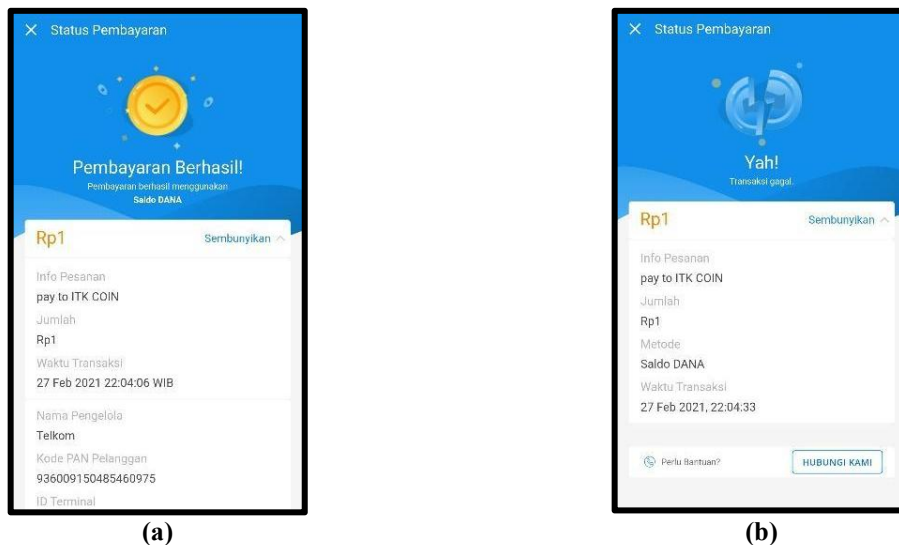 Status Pembayaran
Pembayaran Berhasil!
Pembayaran berhasil menggunakan
Saldo DANA
Rp1
Sembunyikan
Info Pesanan
pay to ITK COIN
Jumlah
Rp1
Waktu Transaksi
27 Feb 2021 22:04:06 WIB
Nama Pengelola
Telkom
Kode PAN Pelanggan
936009150485460975
ID Terminal
(a)
Status Pembayaran
Yah!
Transaksi gagal.
Rp1
Sembunyikan
Info Pesanan
pay to ITK COIN
Jumlah
Rp1
Metode
Saldo DANA
Waktu Transaksi
27 Feb 2021, 22:04:33
Perlu Bantuan?
HUBUNGI KAMI
(b)